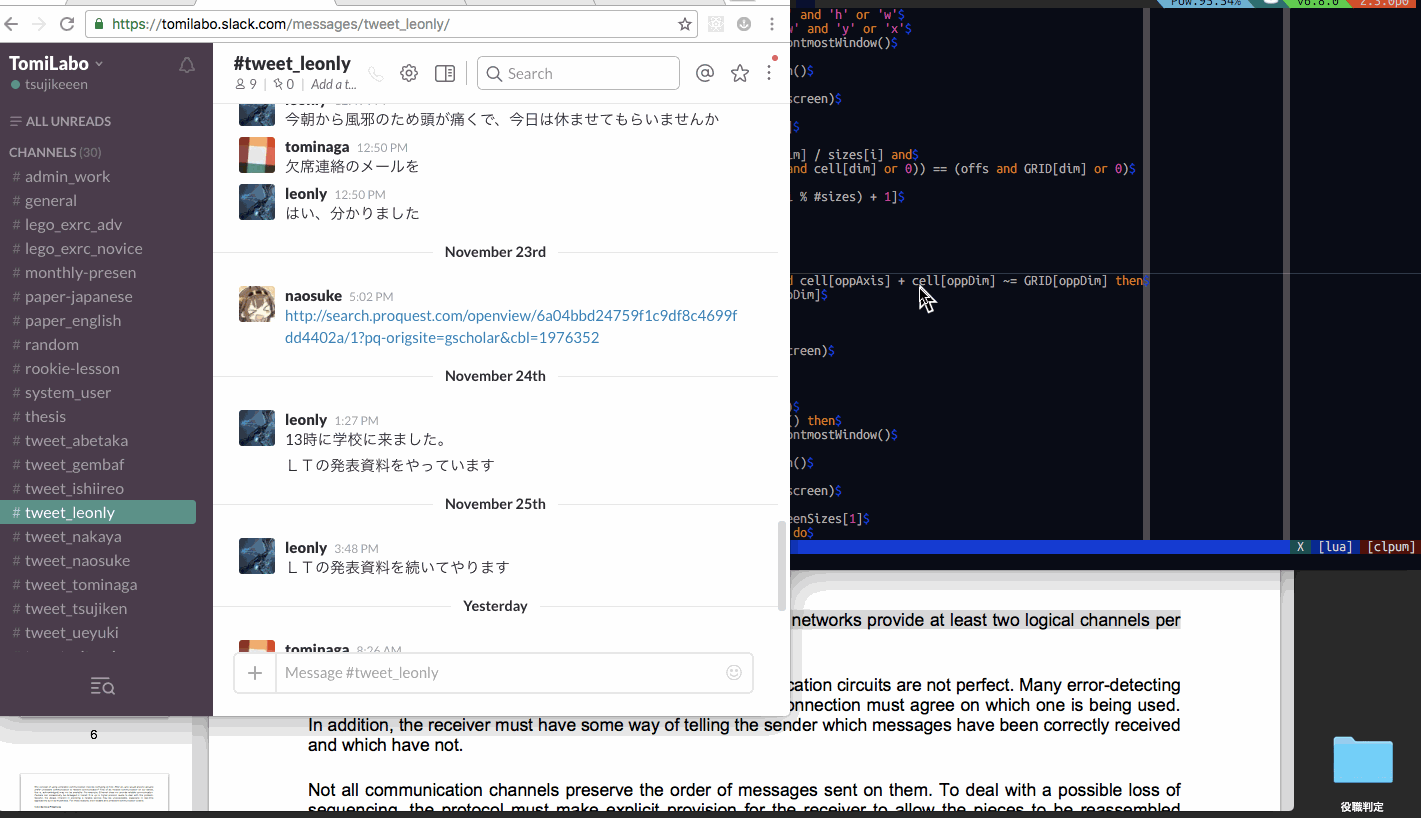 https://tomilabo.slack.com/messages/tweet_leonly/
TomiLabo
tsujikeeen
ALL UNREADS
CHANNELS (30)
# admin_work
# general
# lego_exrc_adv
# lego_exrc_novice
# monthly-presen
# paper-japanese
# paper_english
# random
# rookie-lesson
# system_user
# thesis
# tweet_abetaka
# tweet_gembaf
# tweet_ishiireo
# tweet_leonly
# tweet_nakaya
# tweet_naosuke
# tweet_tominaga
# tweet_tsujiken
# tweet_ueyuki
#tweet_leonly
9 | 0 | Add a t...
Search
今朝から風邪のため頭が痛くで、今日は休ませてもらいませんか
tominaga 12:50 PM
欠席連絡のメールを
leonly 12:50 PM
はい、分かりました
November 23rd
naosuke 5:02 PM
http://search.proquest.com/openview/6a04bbd24759f1c9df8c4699f
dd4402a/1?pq-origsite=gscholar&cbl=1976352
November 24th
leonly 1:27 PM
13時に学校に来ました。
ＬＴの発表資料をやっています
November 25th
leonly 3:48 PM
ＬＴの発表資料を続いてやります
Yesterday
tominaga 8:26 AM
Message #tweet_leonly
and 'h' or 'w'$
' and 'y' or 'x'$
ontmostWindow()$
()$
screen)$
$
m] / sizes[i] and$
and cell[dim] or 0)) == (offs and GRID[dim] or 0)$
% #sizes) + 1]$
cell[oppAxis] + cell[oppDim] ~= GRID[oppDim] then$
Dim]$
reen)$
)$
() then$
ontmostWindow()$
()$
screen)$
eenSizes[1]$
do$
X [lua] [clpum]
networks provide at least two logical channels per
cation circuits are not perfect. Many error-detecting
onnection must agree on which one is being used.
In addition, the receiver must have some way of telling the sender which messages have been correctly received
and which have not.
Not all communication channels preserve the order of messages sent on them. To deal with a possible loss of
sequencing, the protocol must make explicit provision for the receiver to allow the pieces to be reassembled
6
役職判定